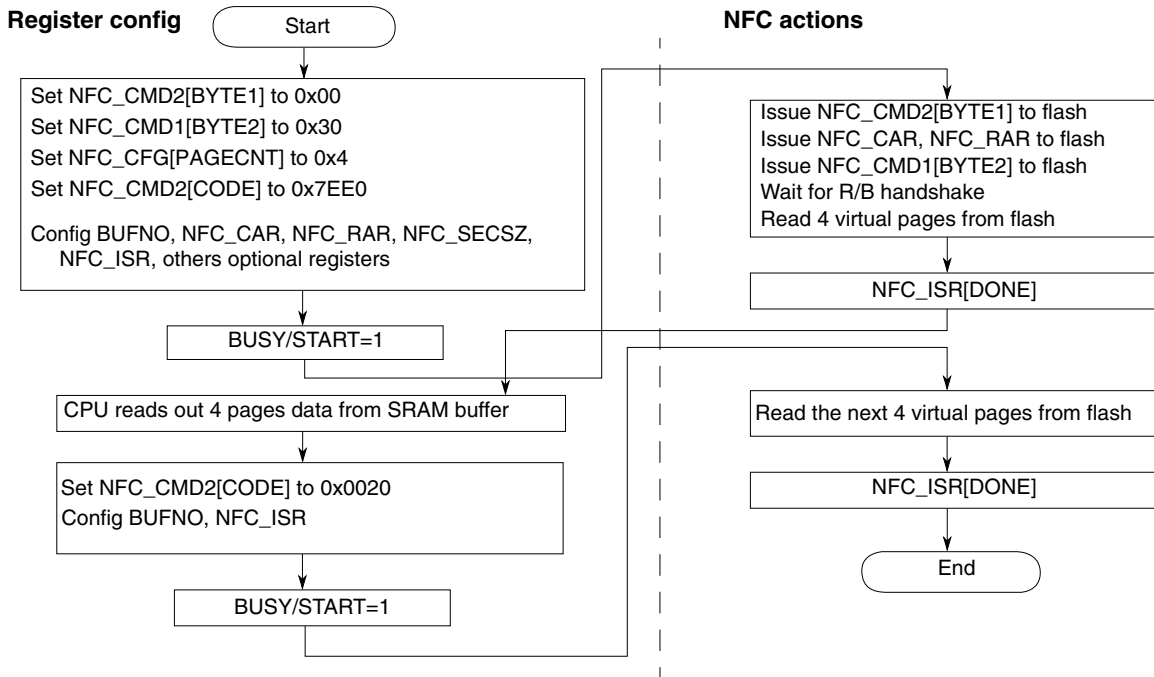 Register config
Start
NFC actions
Set NFC_CMD2[BYTE1] to 0x00
Set NFC_CMD1[BYTE2] to 0x30
Set NFC_CFG[PAGECNT] to 0x4
Set NFC_CMD2[CODE] to 0x7EE0
Config BUFNO, NFC_CAR, NFC_RAR, NFC_SECSZ,
NFC_ISR, others optional registers
BUSY/START=1
Issue NFC_CMD2[BYTE1] to flash
Issue NFC_CAR, NFC_RAR to flash
Issue NFC_CMD1[BYTE2] to flash
Wait for R/B handshake
Read 4 virtual pages from flash
NFC_ISR[DONE]
CPU reads out 4 pages data from SRAM buffer
Set NFC_CMD2[CODE] to 0x0020
Config BUFNO, NFC_ISR
BUSY/START=1
Read the next 4 virtual pages from flash
NFC_ISR[DONE]
End